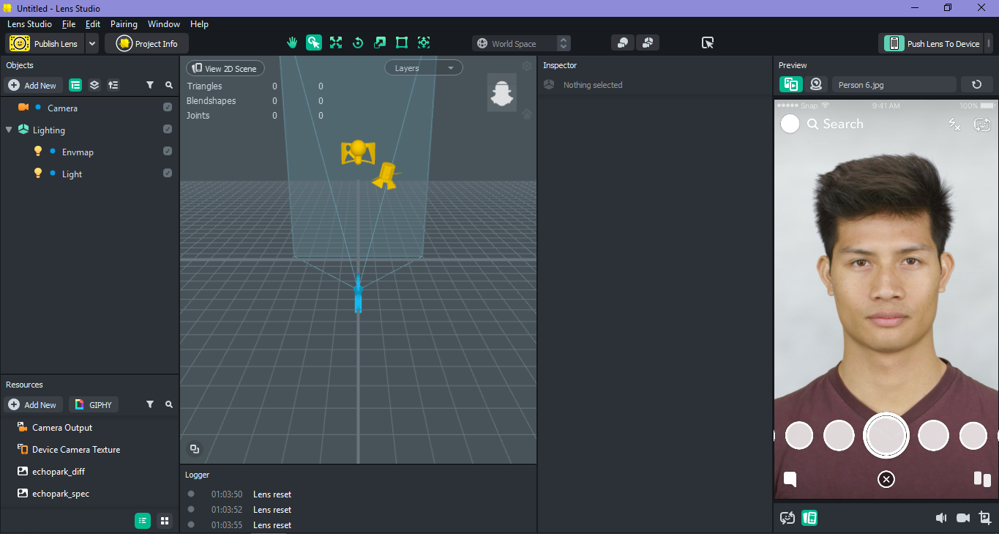 Untitled - Lens Studio
Lens Studio File Edit Pairing Window Help
Publish Lens Project Info World Space Push Lens To Device
Objects
Add New
Camera
Lighting
Envmap
Light
Resources
Add New GIPHY
Camera Output
Device Camera Texture
echopark_diff
echopark_spec
View 2D Scene Layers
Triangles 0 0
Blendshapes 0 0
Joints 0 0
Logger
01:03:50 Lens reset
01:03:52 Lens reset
01:03:55 Lens reset
Inspector
Nothing selected
Preview
Person 6.jpg
Snap 9:41 AM 100%
Search